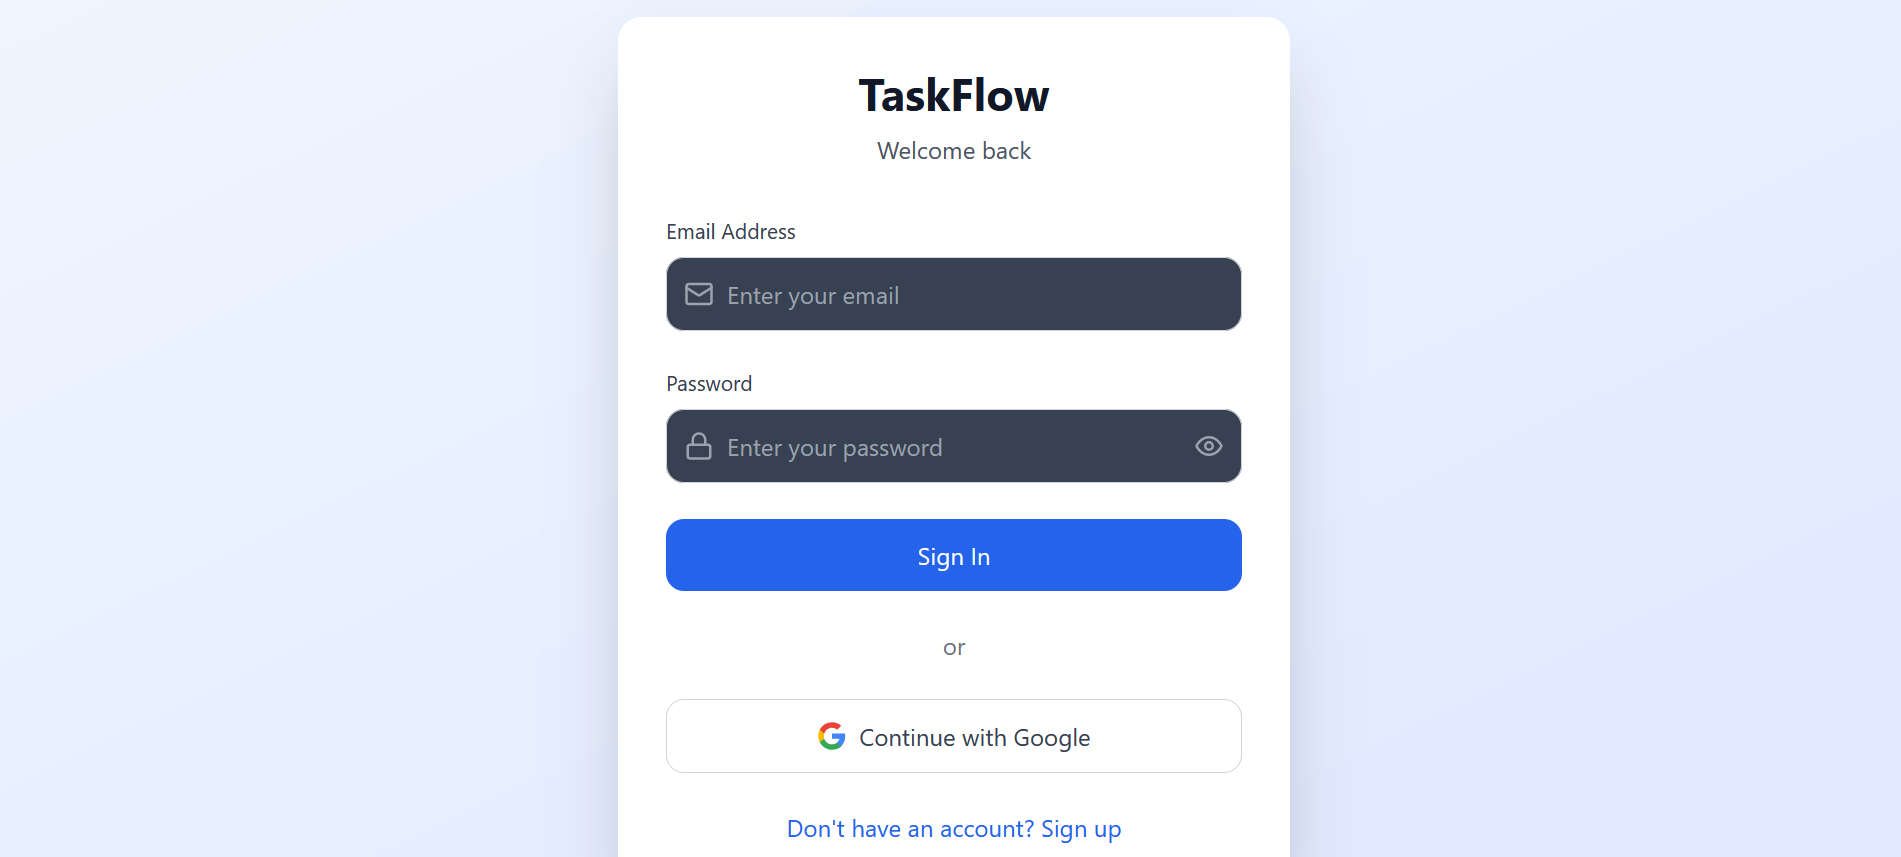 TaskFlow
Welcome back
Email Address
Enter your email
Password
Enter your password
Sign In
or
Continue with Google
Don't have an account? Sign up